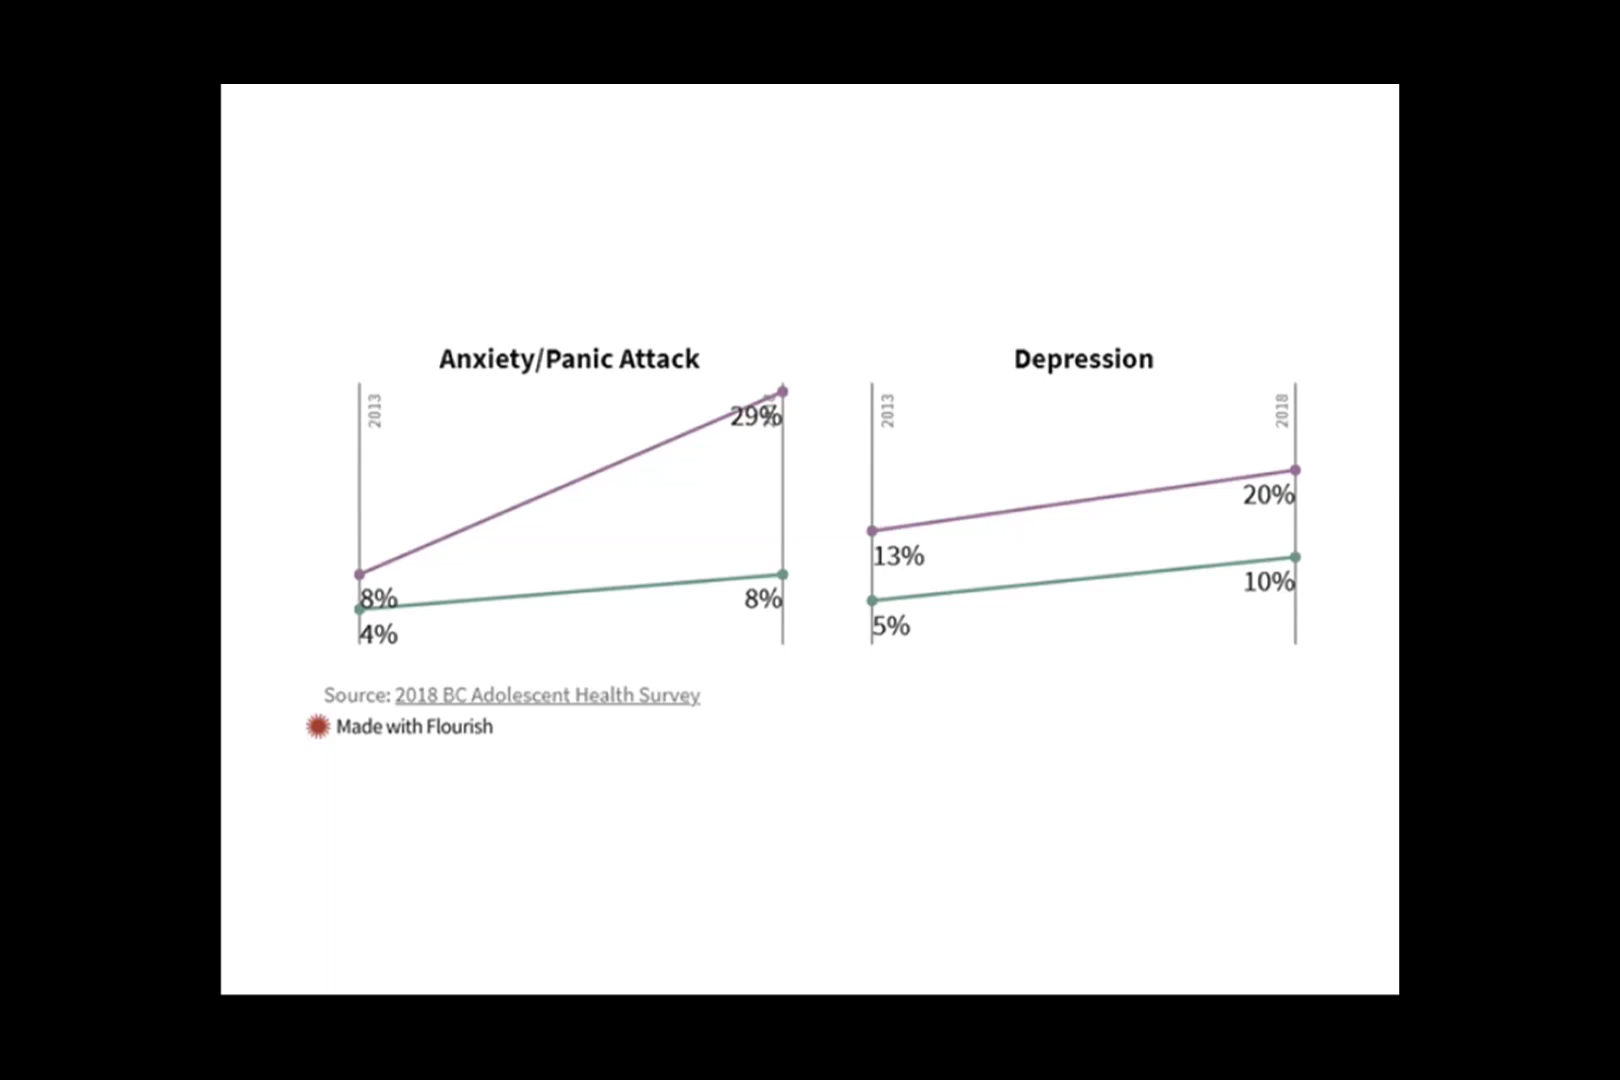 Anxiety/Panic Attack
2013
29%
8%
4%
8%
Depression
2013
2018
20%
13%
10%
5%
Source: 2018 BC Adolescent Health Survey
Made with Flourish